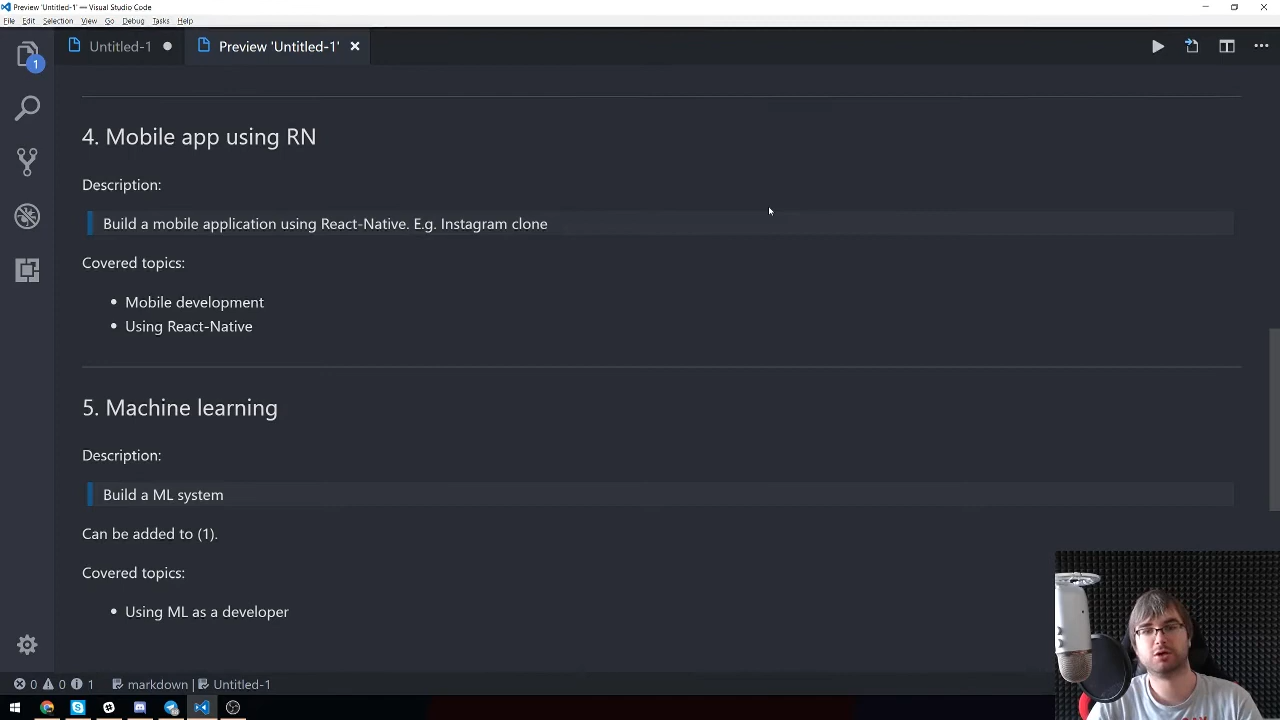 Preview 'Untitled-1' — Visual Studio Code
File Edit Selection View Go Debug Tasks Help
1
Untitled-1
Preview 'Untitled-1'
4. Mobile app using RN
Description:
Build a mobile application using React-Native. E.g. Instagram clone
Covered topics:
• Mobile development
• Using React-Native
5. Machine learning
Description:
Build a ML system
Can be added to (1).
Covered topics:
• Using ML as a developer
0 0 1 markdown | Untitled-1